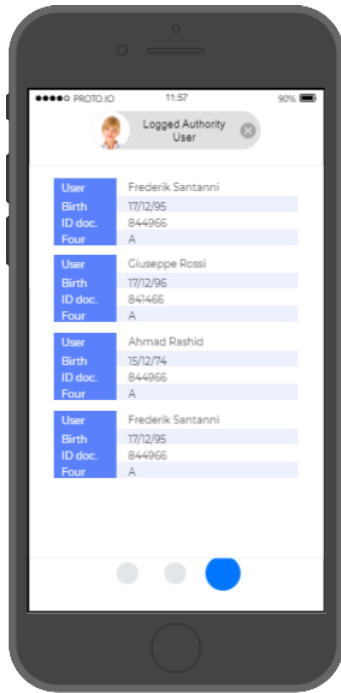 PROTO.IO 11:57 90%
Logged Authority
User
User Frederik Santanni
Birth 17/12/95
ID doc. 844966
Four A
User Giuseppe Rossi
Birth 17/12/96
ID doc. 841466
Four A
User Ahmad Rashid
Birth 15/12/74
ID doc. 844966
Four A
User Frederik Santanni
Birth 17/12/95
ID doc. 844966
Four A